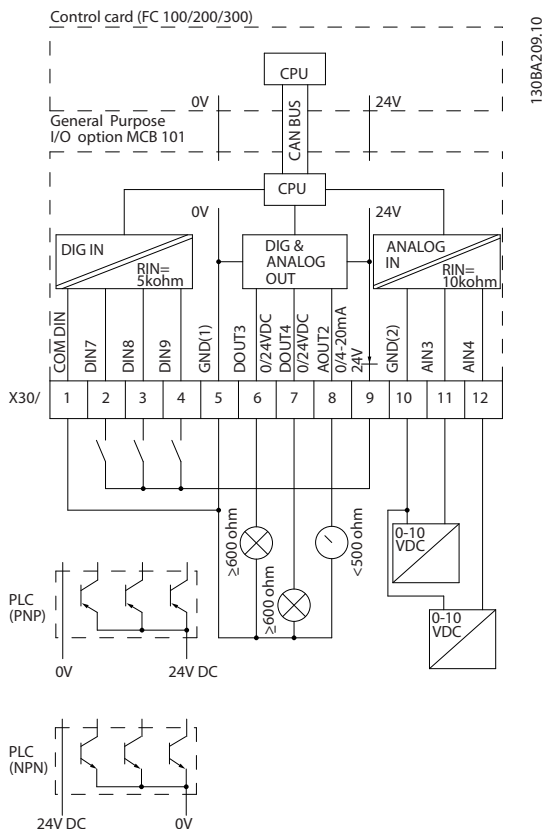 Control card (FC 100/200/300)
130BA209.10
CPU
0V
24V
General Purpose
I/O option MCB 101
CAN BUS
CPU
0V
24V
DIG IN
RIN=
5kohm
DIG &
ANALOG
OUT
ANALOG
IN
RIN=
10kohm
COM DIN
DIN7
DIN8
DIN9
GND(1)
DOUT3
0/24VDC
DOUT4
0/24VDC
AOUT2
0/4-20mA
24V
GND(2)
AIN3
AIN4
X30/
1
2
3
4
5
6
7
8
9
10
11
12
≥600 ohm
≥600 ohm
<500 ohm
0-10
VDC
0-10
VDC
PLC
(PNP)
0V
24V DC
PLC
(NPN)
24V DC
0V